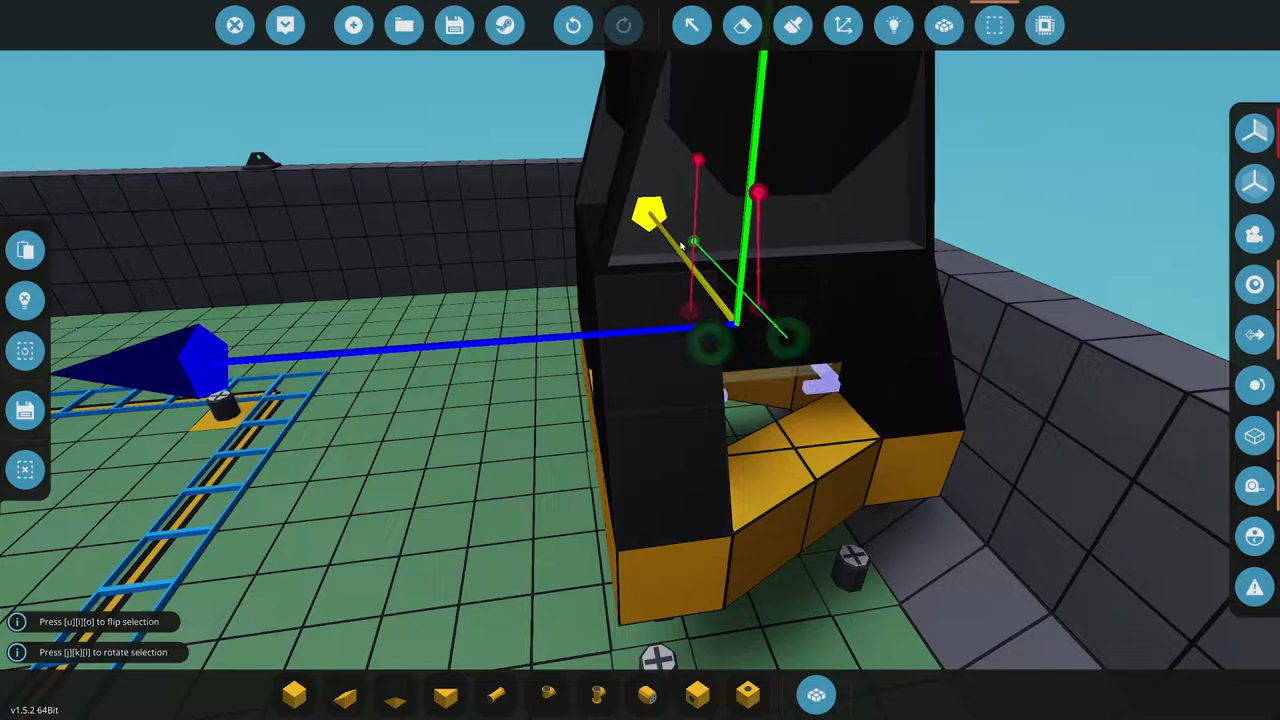 Press [u][i][o] to flip selection
Press [j][k][l] to rotate selection
v1.5.2 64Bit